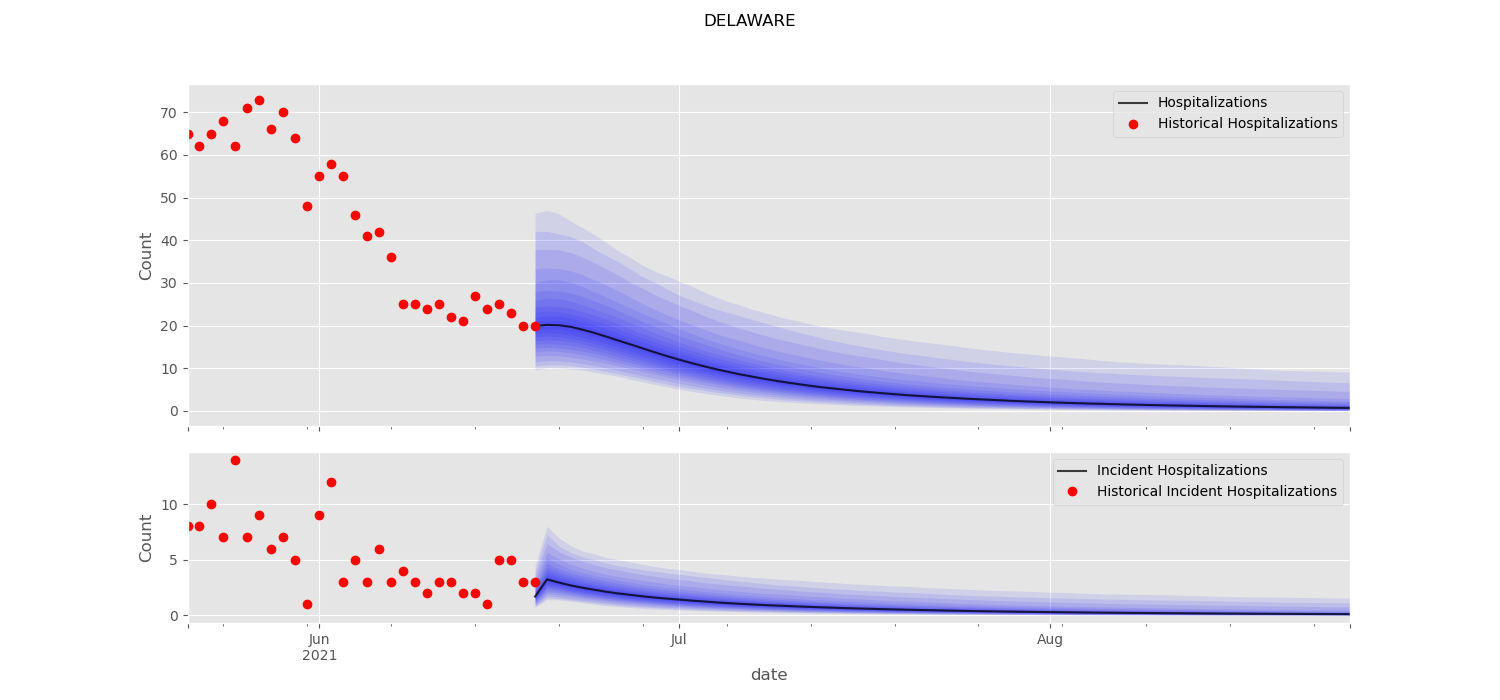 DELAWARE
Hospitalizations
Historical Hospitalizations
70
60
50
40
30
20
10
0
Count
Incident Hospitalizations
Historical Incident Hospitalizations
10
5
0
Count
Jun
2021
Jul
Aug
date